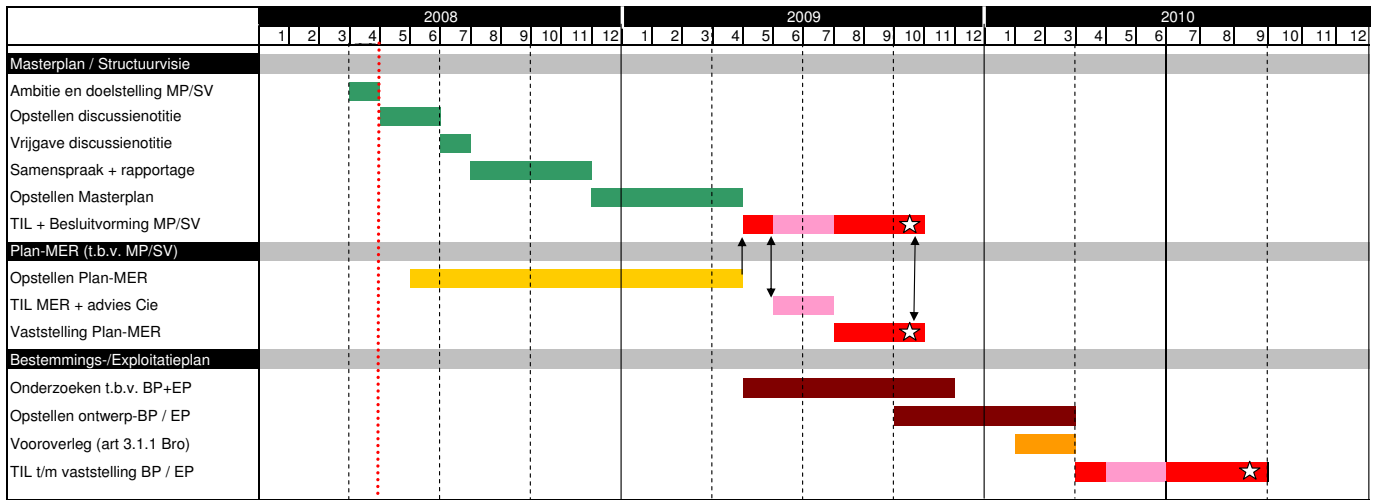 2008 2009 2010
1 2 3 4 5 6 7 8 9 10 11 12 1 2 3 4 5 6 7 8 9 10 11 12 1 2 3 4 5 6 7 8 9 10 11 12
Masterplan / Structuurvisie
Ambitie en doelstelling MP/SV
Opstellen discussienotitie
Vrijgave discussienotitie
Samenspraak + rapportage
Opstellen Masterplan
TIL + Besluitvorming MP/SV
Plan-MER (t.b.v. MP/SV)
Opstellen Plan-MER
TIL MER + advies Cie
Vaststelling Plan-MER
Bestemmings-/Exploitatieplan
Onderzoeken t.b.v. BP+EP
Opstellen ontwerp-BP / EP
Vooroverleg (art 3.1.1 Bro)
TIL t/m vaststelling BP / EP